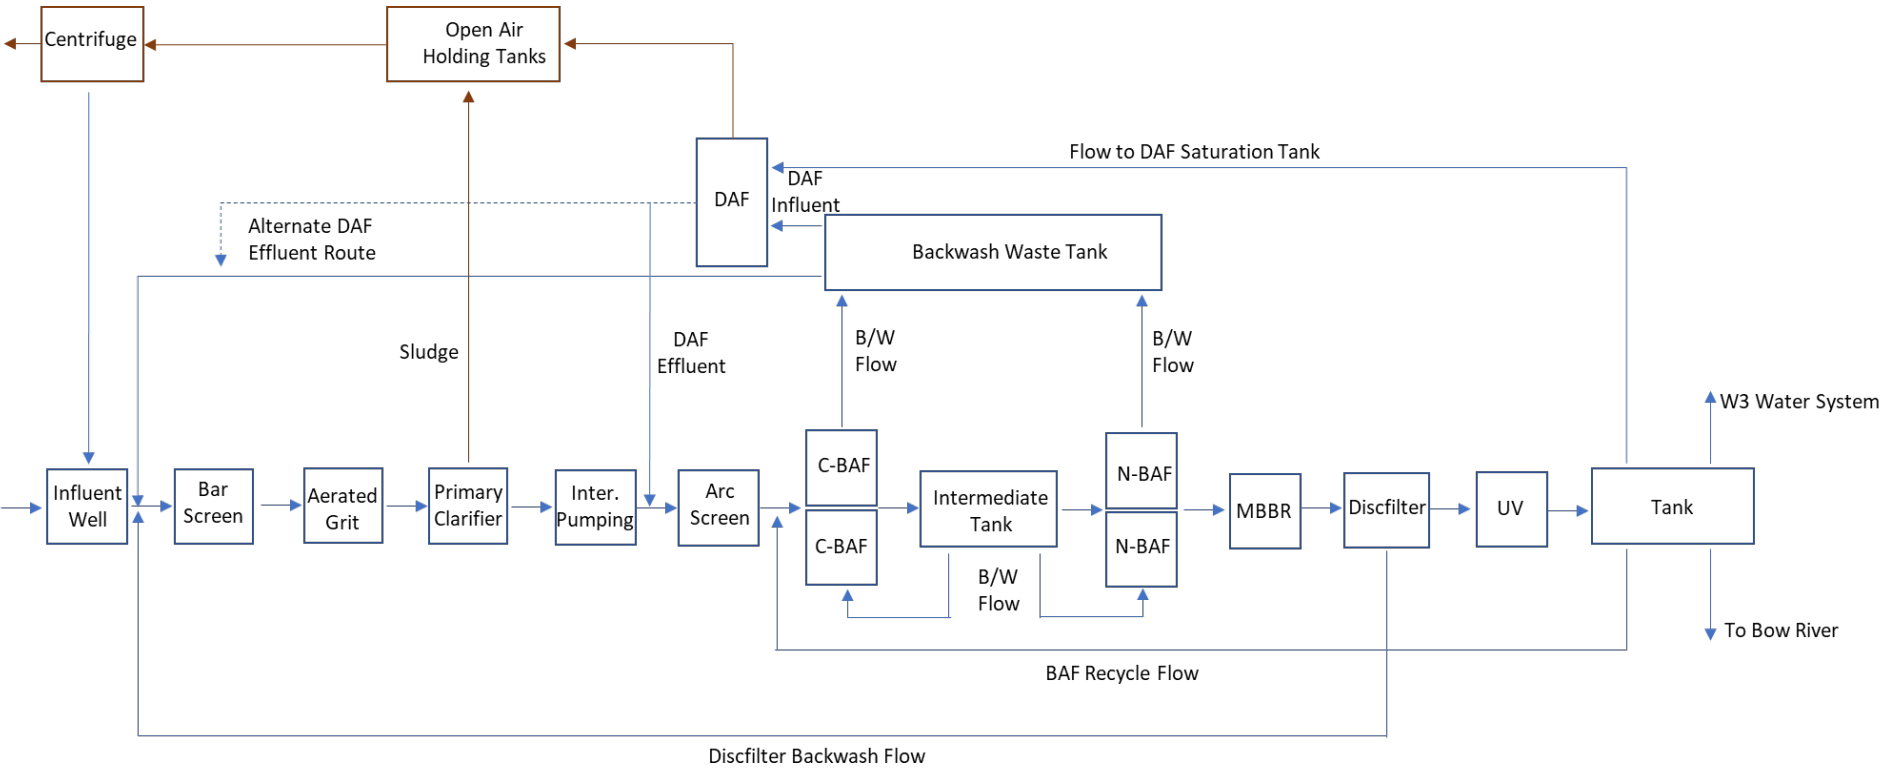 Centrifuge
Open Air
Holding Tanks
Flow to DAF Saturation Tank
DAF
DAF
Influent
Alternate DAF
Effluent Route
Backwash Waste Tank
Sludge
DAF
Effluent
B/W
Flow
B/W
Flow
W3 Water System
Influent
Well
Bar
Screen
Aerated
Grit
Primary
Clarifier
Inter.
Pumping
Arc
Screen
C-BAF
C-BAF
Intermediate
Tank
N-BAF
N-BAF
MBBR
Discfilter
UV
Tank
B/W
Flow
To Bow River
BAF Recycle Flow
Discfilter Backwash Flow